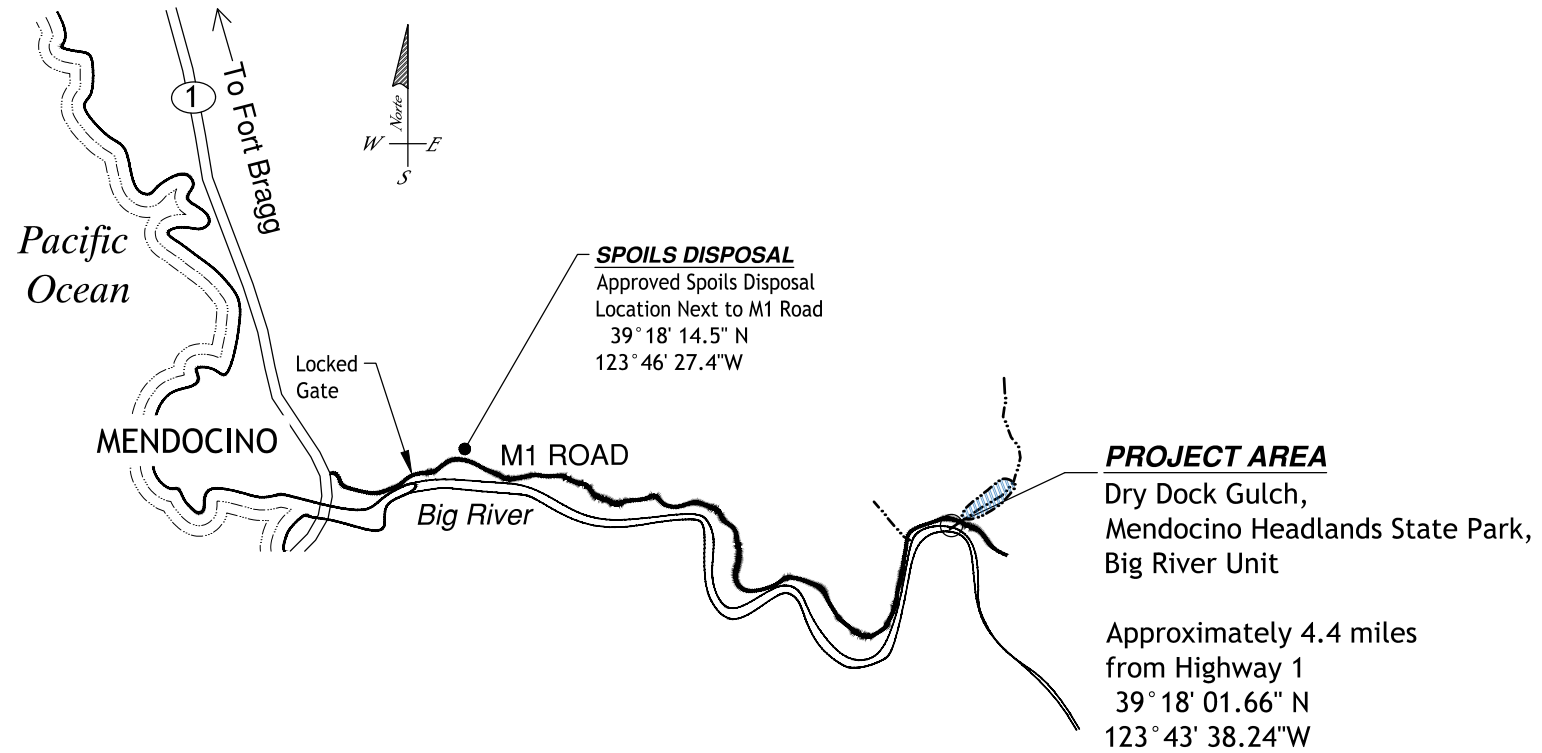 1
To Fort Bragg
Norte
W
E
S
Pacific
Ocean
SPOILS DISPOSAL
Approved Spoils Disposal
Location Next to M1 Road
39°18' 14.5" N
123°46' 27.4"W
Locked
Gate
MENDOCINO
M1 ROAD
Big River
PROJECT AREA
Dry Dock Gulch,
Mendocino Headlands State Park,
Big River Unit
Approximately 4.4 miles
from Highway 1
39°18' 01.66" N
123°43' 38.24"W